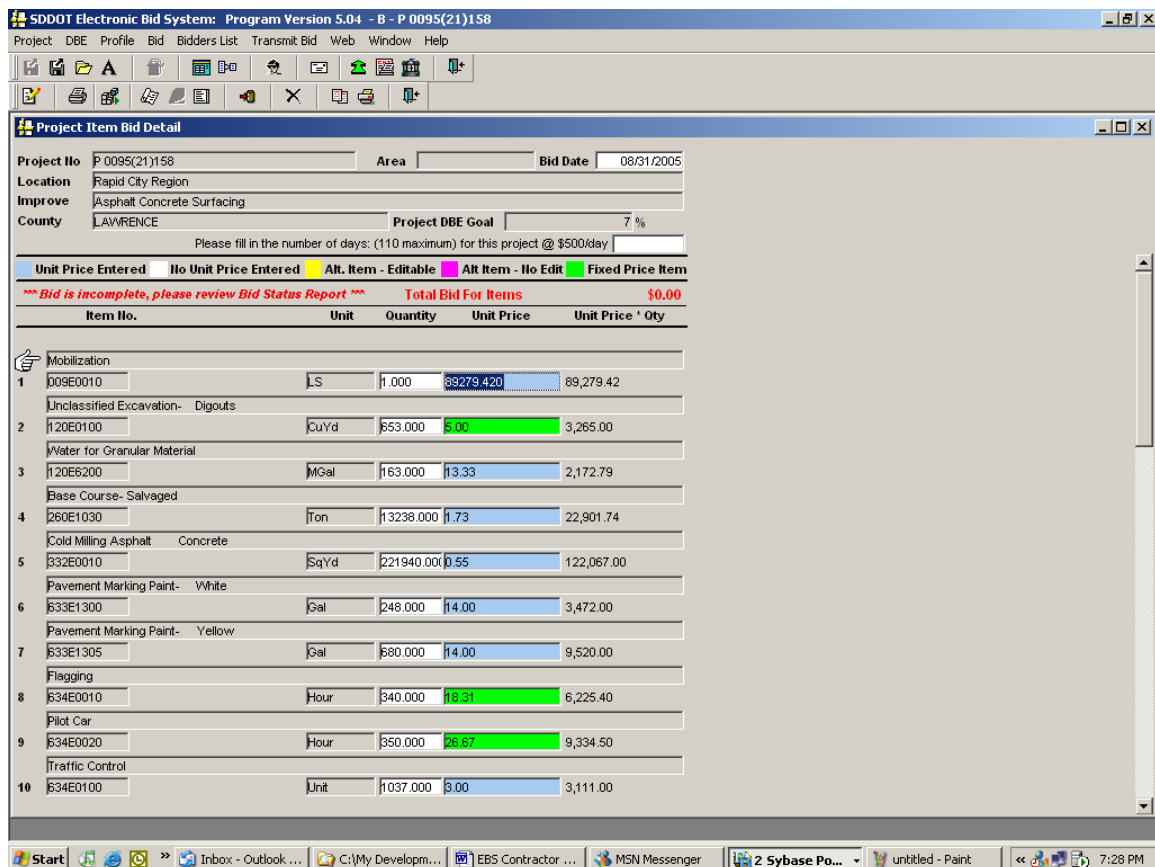 SDDOT Electronic Bid System: Program Version 5.04 - B - P 0095(21)158
Project DBE Profile Bid Bidders List Transmit Bid Web Window Help
Project Item Bid Detail
Project No P 0095(21)158 Area Bid Date 08/31/2005
Location Rapid City Region
Improve Asphalt Concrete Surfacing
County LAWRENCE Project DBE Goal 7 %
Please fill in the number of days: (110 maximum) for this project @ $500/day
Unit Price Entered No Unit Price Entered Alt. Item - Editable Alt Item - No Edit Fixed Price Item
*** Bid is incomplete, please review Bid Status Report *** Total Bid For Items $0.00
Item No. Unit Quantity Unit Price Unit Price * Qty
Mobilization
1 009E0010 LS 1.000 89279.420 89,279.42
Unclassified Excavation- Digouts
2 120E0100 CuYd 653.000 5.00 3,265.00
Water for Granular Material
3 120E6200 MGal 163.000 13.33 2,172.79
Base Course- Salvaged
4 260E1030 Ton 13238.000 1.73 22,901.74
Cold Milling Asphalt Concrete
5 332E0010 SqYd 221940.00 0.55 122,067.00
Pavement Marking Paint- White
6 633E1300 Gal 248.000 14.00 3,472.00
Pavement Marking Paint- Yellow
7 633E1305 Gal 680.000 14.00 9,520.00
Flagging
8 634E0010 Hour 340.000 18.31 6,225.40
Pilot Car
9 634E0020 Hour 350.000 26.67 9,334.50
Traffic Control
10 634E0100 Unit 1037.000 3.00 3,111.00
Start » Inbox - Outlook ... C:\My Developm... EBS Contractor ... MSN Messenger 2 Sybase Po... untitled - Paint « 7:28 PM